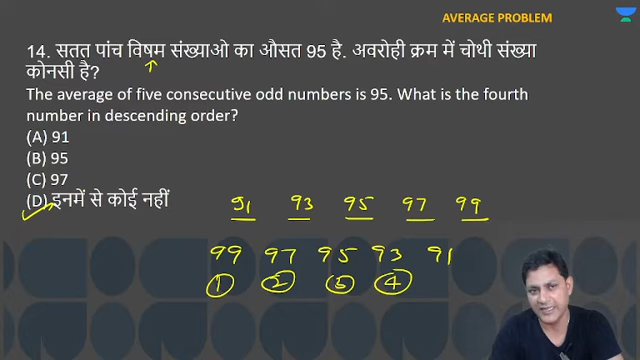 AVERAGE PROBLEM
14. सतत पांच विषम संख्याओ का औसत 95 है. अवरोही क्रम में चोथी संख्या
कोनसी है?
The average of five consecutive odd numbers is 95. What is the fourth
number in descending order?
(A) 91
(B) 95
(C) 97
(D) इनमें से कोई नहीं
91 93 95 97 99
99 97 95 93 91
1 2 3 4